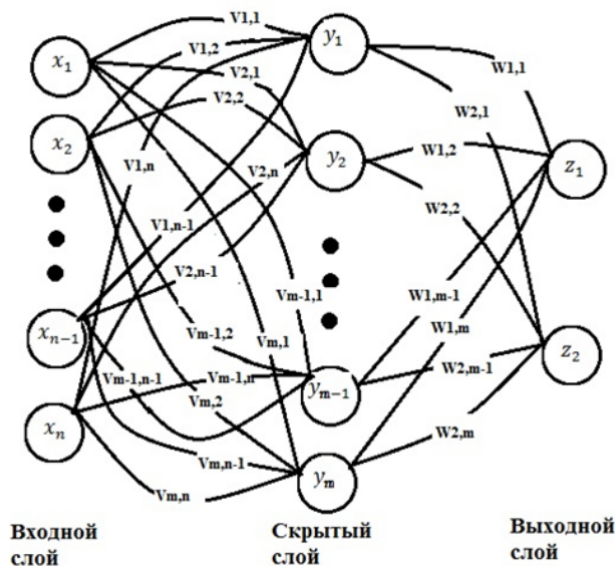 V1,1
y₁
x₁
V1,2
W1,1
V2,1
V2,2
W2,1
x₂
V1,n
V2,n
y₂
W1,2
z₁
W2,2
V1,n-1
V2,n-1
Vm-1,1
W1,m-1
xₙ₋₁
Vm-1,2
Vm,1
W1,m
z₂
Vm-1,n-1
Vm-1,n
yₘ₋₁
W2,m-1
xₙ
Vm,2
W2,m
Vm,n-1
yₘ
Vm,n
Входной
слой
Скрытый
слой
Выходной
слой